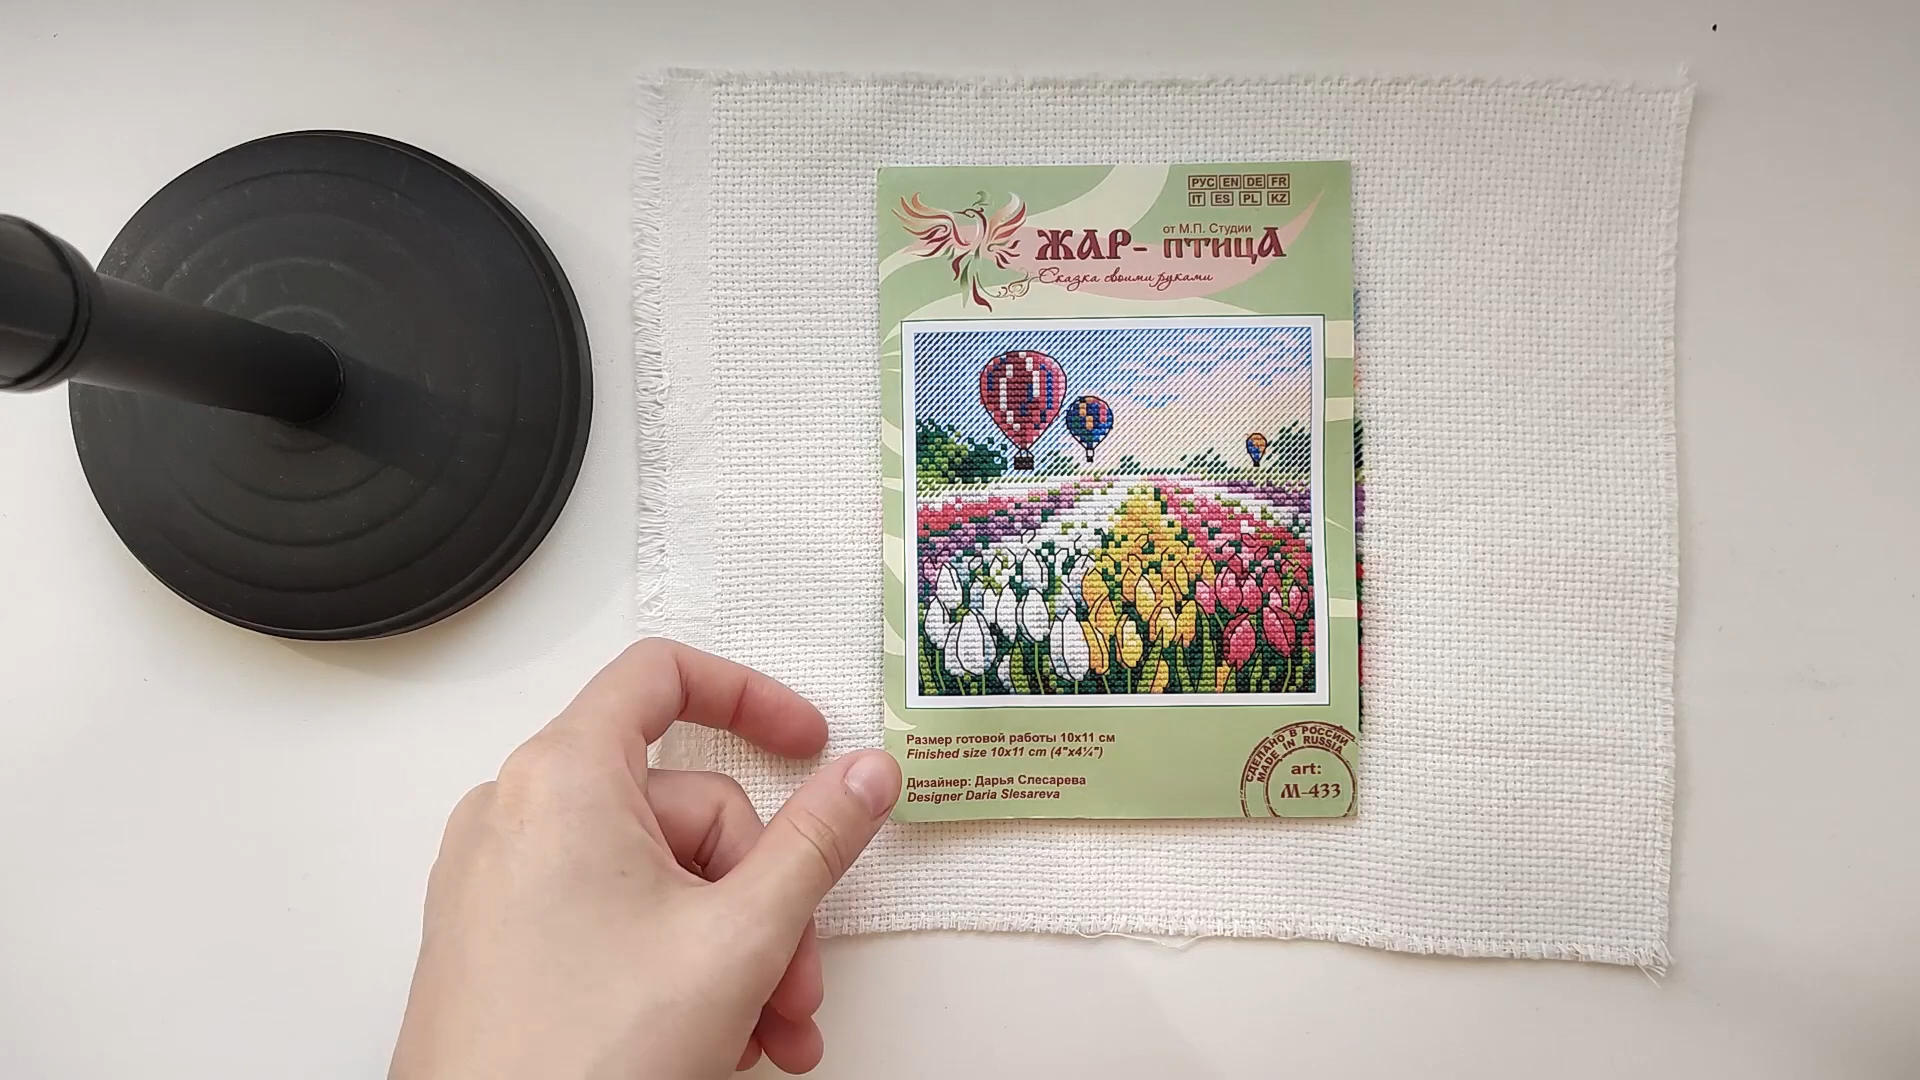 РУС EN DE FR
IT ES PL KZ
от М.П. Студии
ЖАР-ПТИЦА
Сказка своими руками
Размер готовой работы 10x11 см
Finished size 10x11 cm (4"x4¼")
Дизайнер: Дарья Слесарева
Designer Daria Slesareva
СДЕЛАНО В РОССИИ
MADE IN RUSSIA
art:
М-433